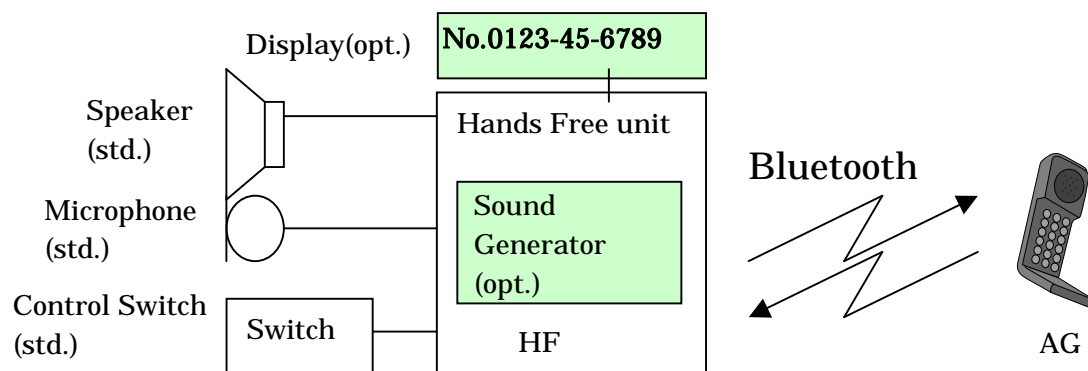 Display(opt.)
No.0123-45-6789
Speaker
(std.)
Hands Free unit
Bluetooth
Microphone
(std.)
Sound
Generator
(opt.)
Control Switch
(std.)
Switch
HF
AG